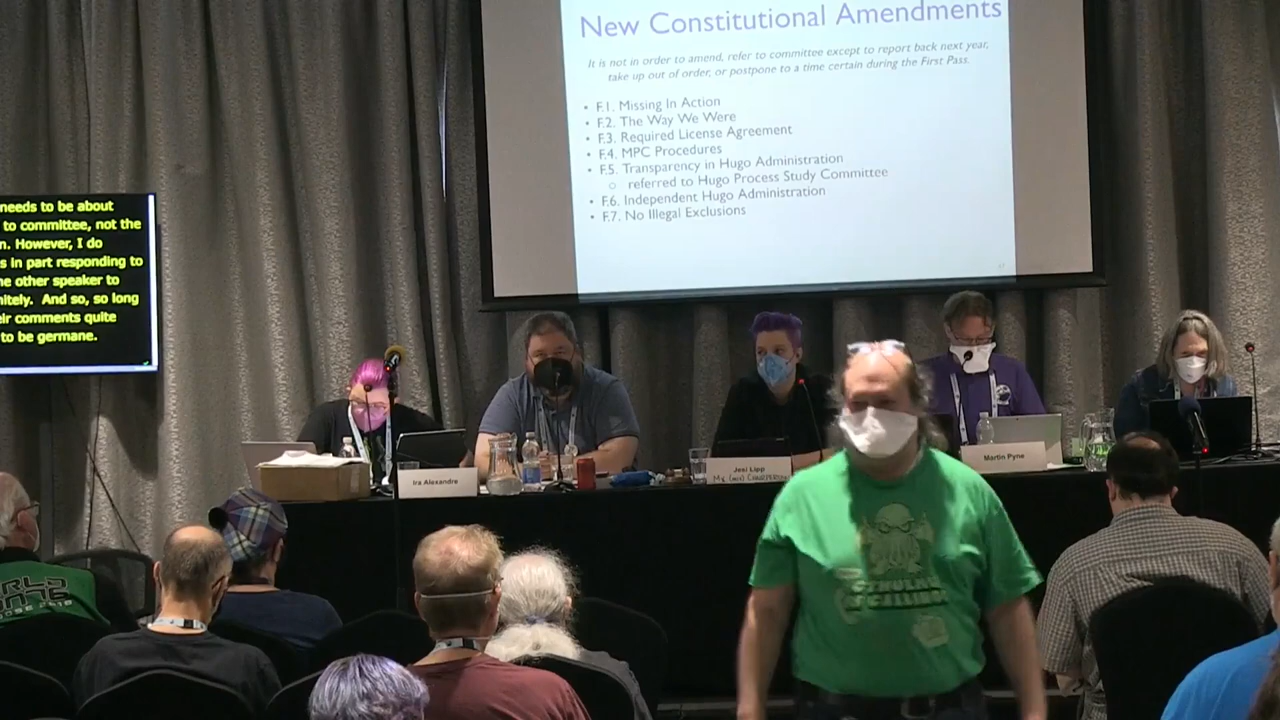 New Constitutional Amendments
It is not in order to amend, refer to committee except to report back next year,
take up out of order, or postpone to a time certain during the First Pass.
• F.1. Missing In Action
• F.2. The Way We Were
• F.3. Required License Agreement
• F.4. MPC Procedures
• F.5. Transparency in Hugo Administration
○ referred to Hugo Process Study Committee
• F.6. Independent Hugo Administration
• F.7. No Illegal Exclusions
needs to be about
to committee, not the
n. However, I do
s in part responding to
ne other speaker to
nitely. And so, so long
eir comments quite
to be germane.
Ira Alexandre
Jesi Lipp
Martin Pyne
CTHULHU
IS CALLING